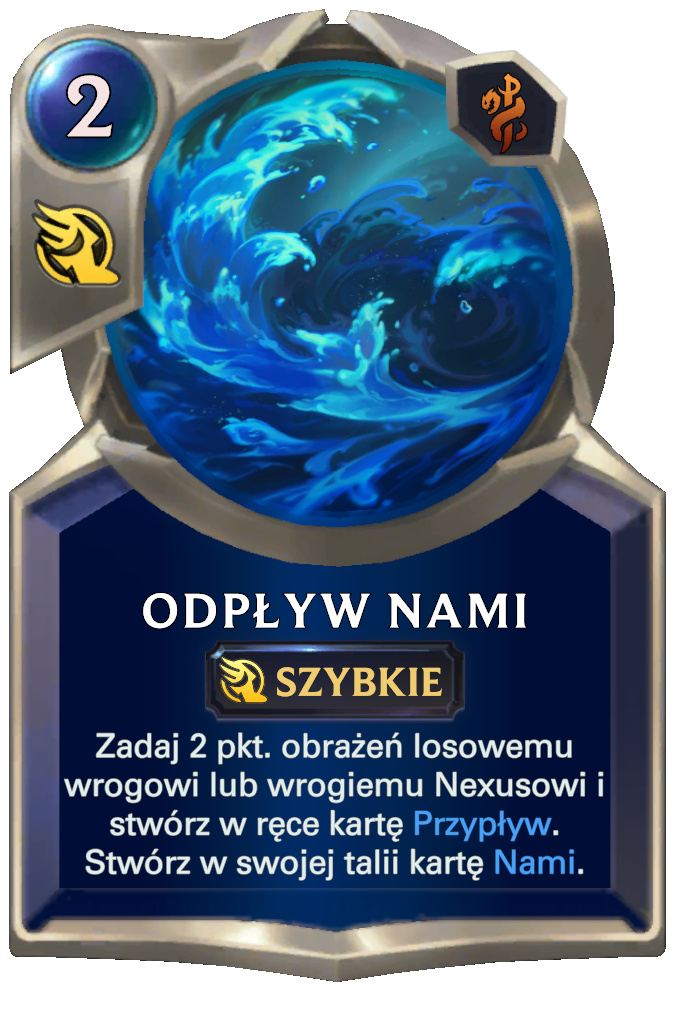 2
ODPŁYW NAMI
SZYBKIE
Zadaj 2 pkt. obrażeń losowemu
wrogowi lub wrogiemu Nexusowi i
stwórz w ręce kartę Przypływ.
Stwórz w swojej talii kartę Nami.